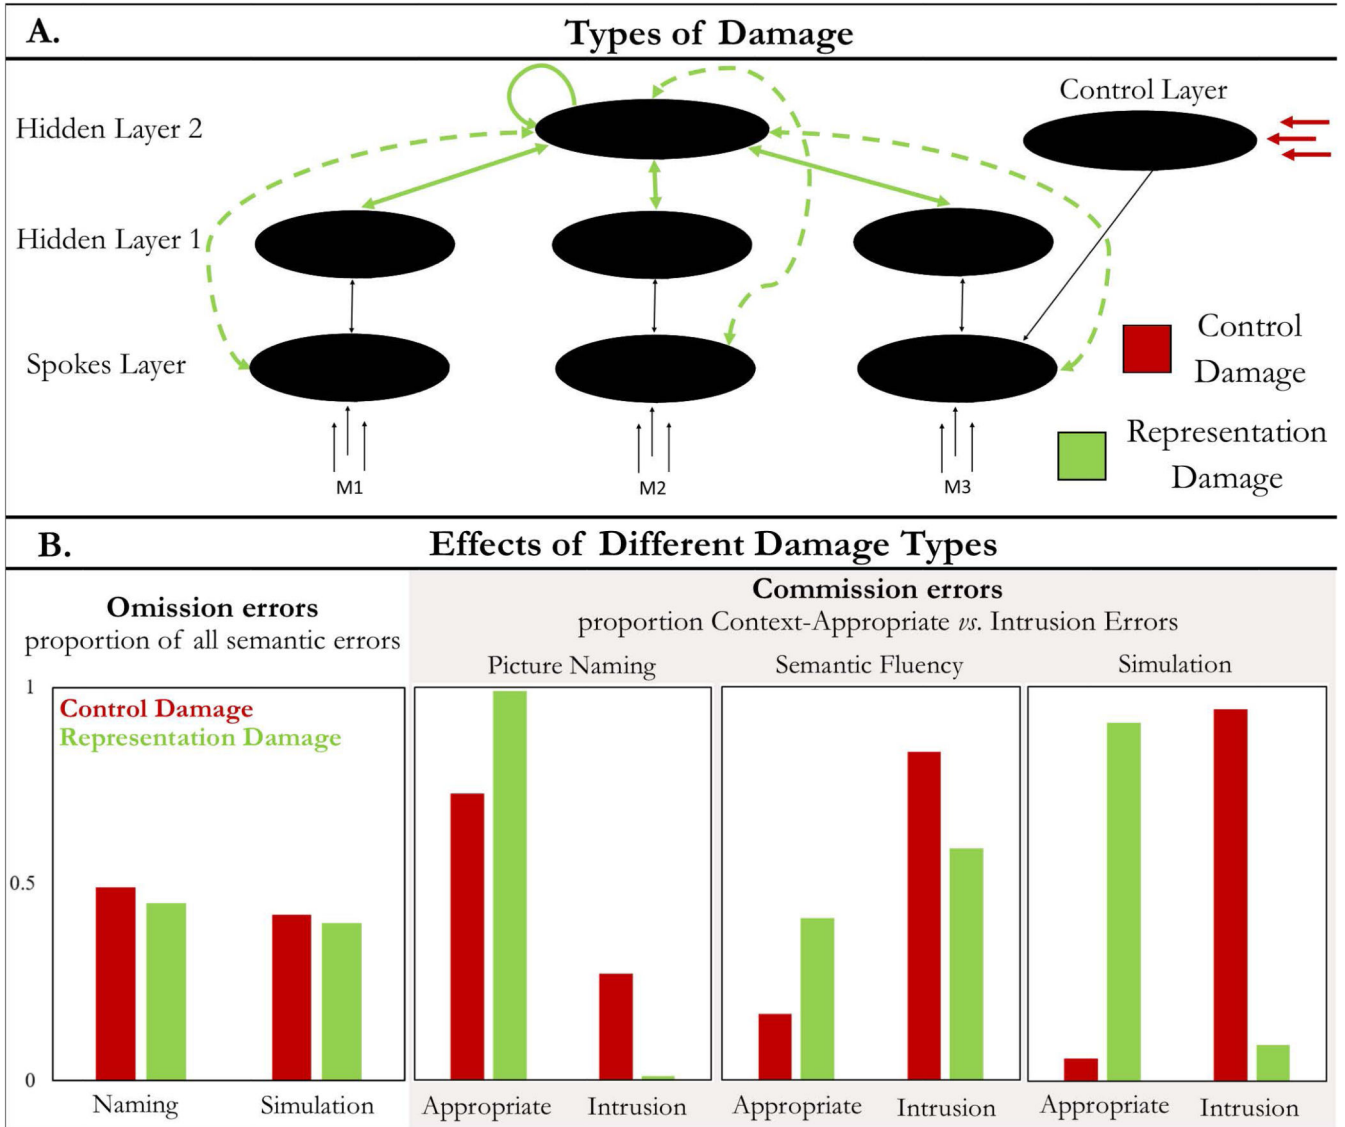 A.
Types of Damage
Control Layer
Hidden Layer 2
Hidden Layer 1
Spokes Layer
Control
Damage
Representation
Damage
M1
M2
M3
B.
Effects of Different Damage Types
Omission errors
proportion of all semantic errors
Commission errors
proportion Context-Appropriate vs. Intrusion Errors
Picture Naming
Semantic Fluency
Simulation
1
Control Damage
Representation Damage
0.5
0
Naming
Simulation
Appropriate
Intrusion
Appropriate
Intrusion
Appropriate
Intrusion